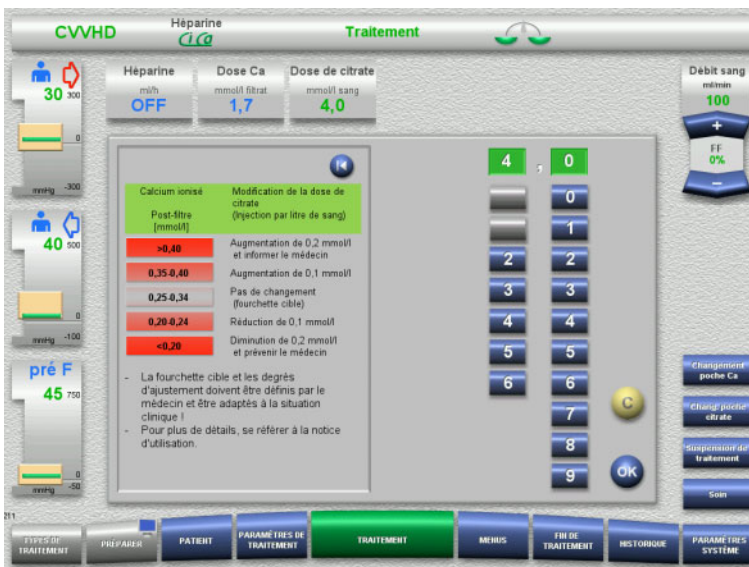 CVVHD
Héparine
CiCa
Traitement
30
300
0
mmHg
-300
40
500
0
mmHg
-100
pré F
45
750
0
mmHg
-50
Héparine
ml/h
OFF
Dose Ca
mmol/l filtrat
1,7
Dose de citrate
mmol/l sang
4,0
Débit sang
ml/min
100
+
FF
0%
−
Calcium ionisé
Post-filtre
[mmol/l]
Modification de la dose de
citrate
(Injection par litre de sang)
>0,40
Augmentation de 0,2 mmol/l
et informer le médecin
0,35-0,40
Augmentation de 0,1 mmol/l
0,25-0,34
Pas de changement
(fourchette cible)
0,20-0,24
Réduction de 0,1 mmol/l
<0,20
Diminution de 0,2 mmol/l
et prévenir le médecin
- La fourchette cible et les degrés
d'ajustement doivent être définis par le
médecin et être adaptés à la situation
clinique !
- Pour plus de détails, se référer à la notice
d'utilisation.
4 , 0
0
1
2 2
3 3
4 4
5 5
6 6
7
8
9
C
OK
Changement
poche Ca
Chang. poche
citrate
Suspension de
traitement
Soin
211
TYPES DE
TRAITEMENT
PRÉPARER
PATIENT
PARAMÈTRES DE
TRAITEMENT
TRAITEMENT
MENUS
FIN DE
TRAITEMENT
HISTORIQUE
PARAMÈTRES
SYSTÈME